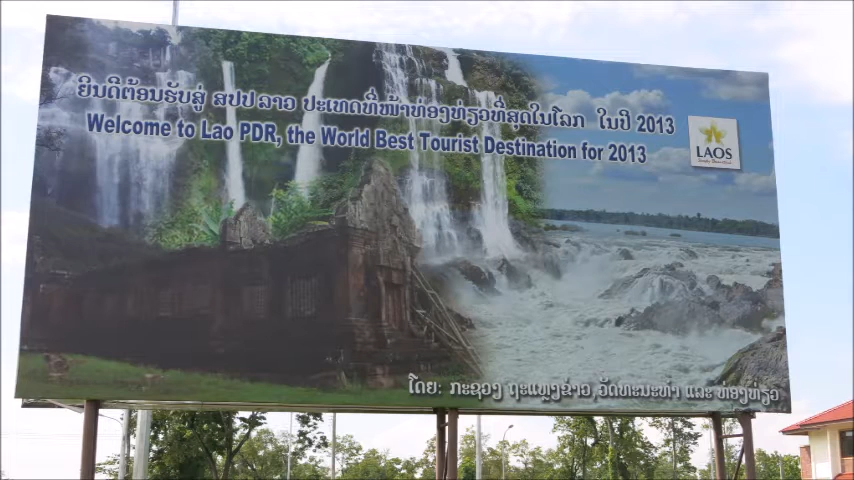 ຍິນດີຕ້ອນຮັບສູ່ ສປປລາວ ປະເທດທີ່ໜ້າທ່ອງທ່ຽວທີ່ສຸດໃນໂລກ ໃນປີ 2013
Welcome to Lao PDR, the World Best Tourist Destination for 2013
LAOS
Simply Beautiful
ໂດຍ: ກະຊວງ ຖະແຫຼງຂ່າວ ວັດທະນະທຳ ແລະ ທ່ອງທ່ຽວ